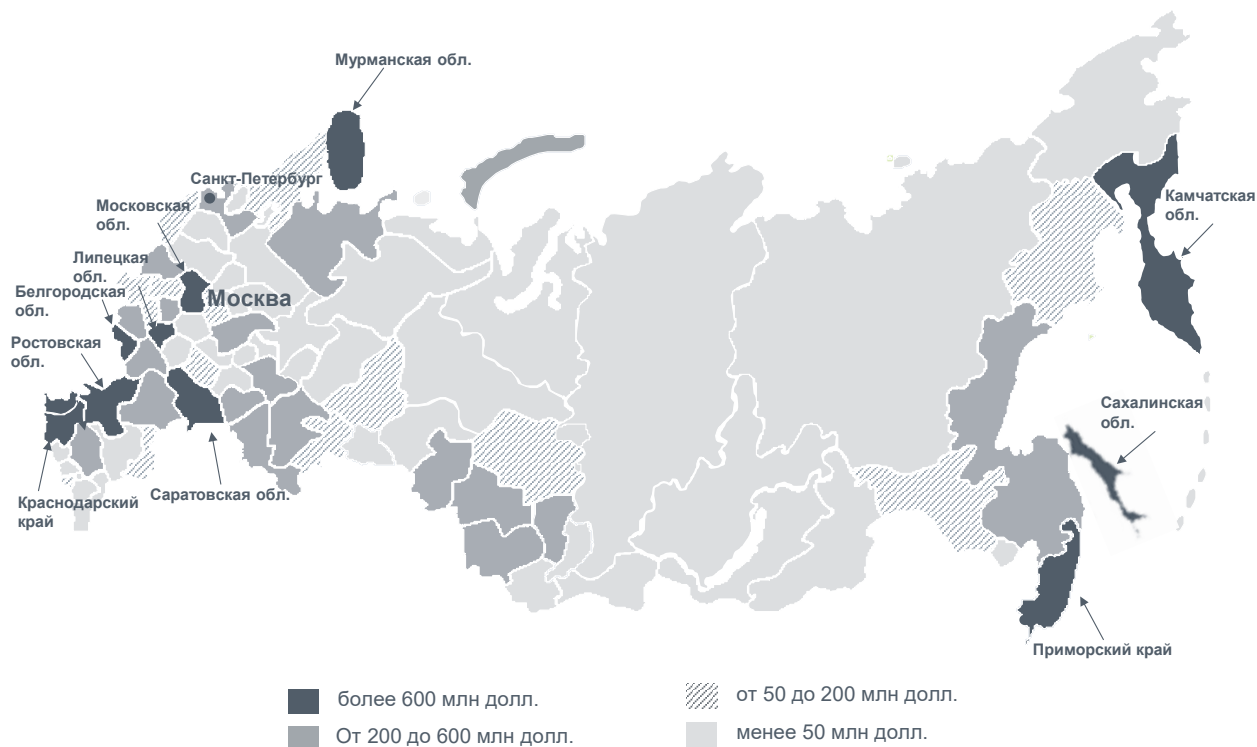 Мурманская обл.
Санкт-Петербург
Московская
обл.
Камчатская
обл.
Липецкая
обл.
Белгородская
обл.
Москва
Ростовская
обл.
Сахалинская
обл.
Краснодарский
край
Саратовская обл.
Приморский край
более 600 млн долл.
от 50 до 200 млн долл.
От 200 до 600 млн долл.
менее 50 млн долл.